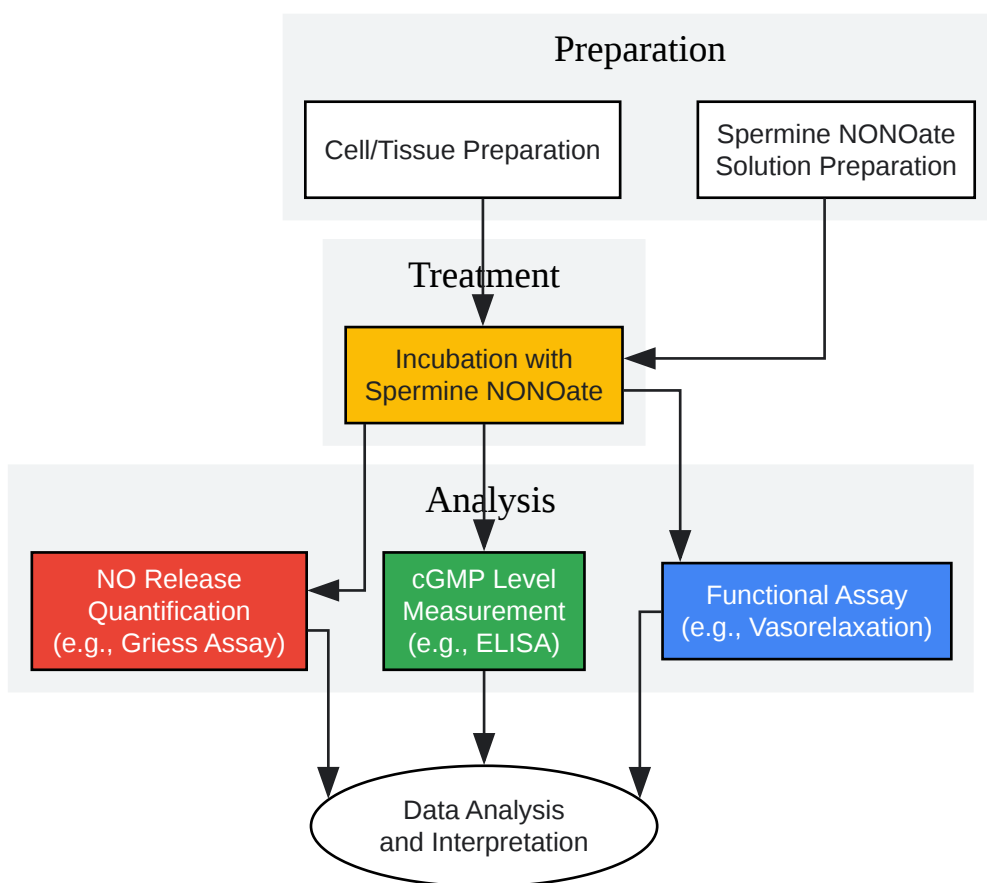 Preparation
Cell/Tissue Preparation
Spermine NONOate
Solution Preparation
Treatment
Incubation with
Spermine NONOate
Analysis
NO Release
Quantification
(e.g., Griess Assay)
cGMP Level
Measurement
(e.g., ELISA)
Functional Assay
(e.g., Vasorelaxation)
Data Analysis
and Interpretation